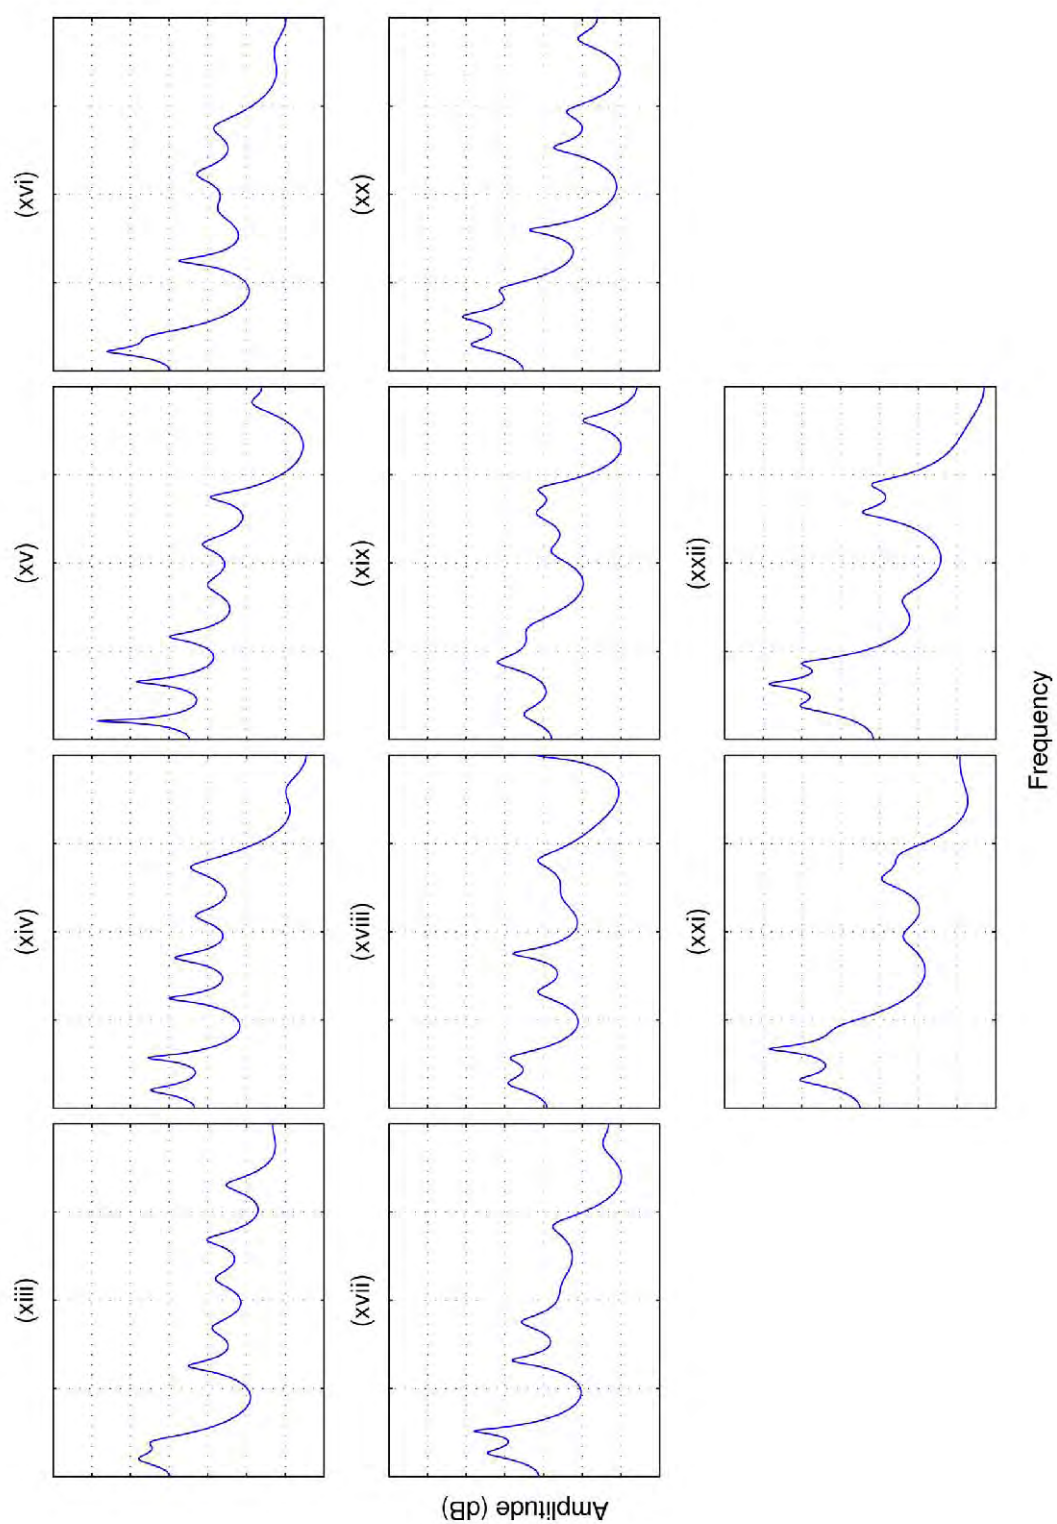 (xiii)
(xiv)
(xv)
(xvi)
(xvii)
(xviii)
(xix)
(xx)
(xxi)
(xxii)
Amplitude (dB)
Frequency